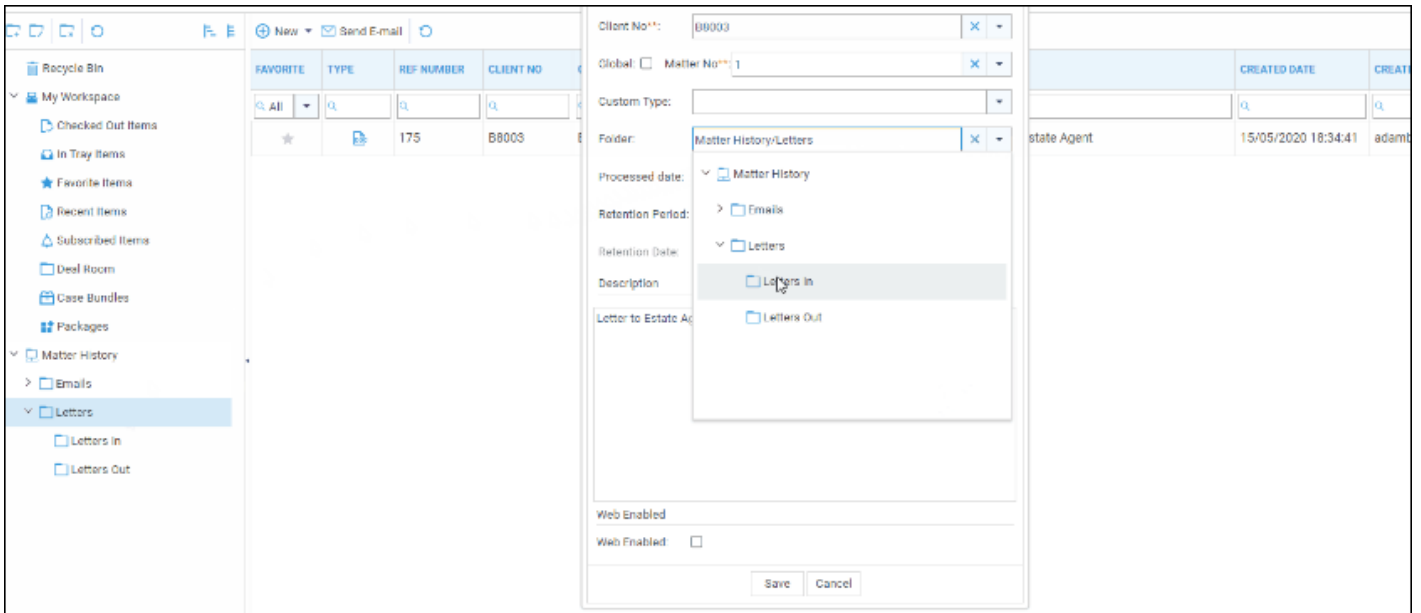 New
Send E-mail
Recycle Bin
My Workspace
Checked Out Items
In Tray Items
Favorite Items
Recent Items
Subscribed Items
Deal Room
Case Bundles
Packages
Matter History
Emails
Letters
Letters In
Letters Out
FAVORITE TYPE REF NUMBER CLIENT NO
All
175 B8003
Client No**: B8003
Global: Matter No**: 1
Custom Type:
Folder: Matter History/Letters
Processed date:
Retention Period:
Retention Date:
Description
Matter History
Emails
Letters
Letters In
Letters Out
Letter to Estate Ag
Web Enabled
Web Enabled:
Save Cancel
CREATED DATE CREATE
state Agent 15/05/2020 18:34:41 adamb